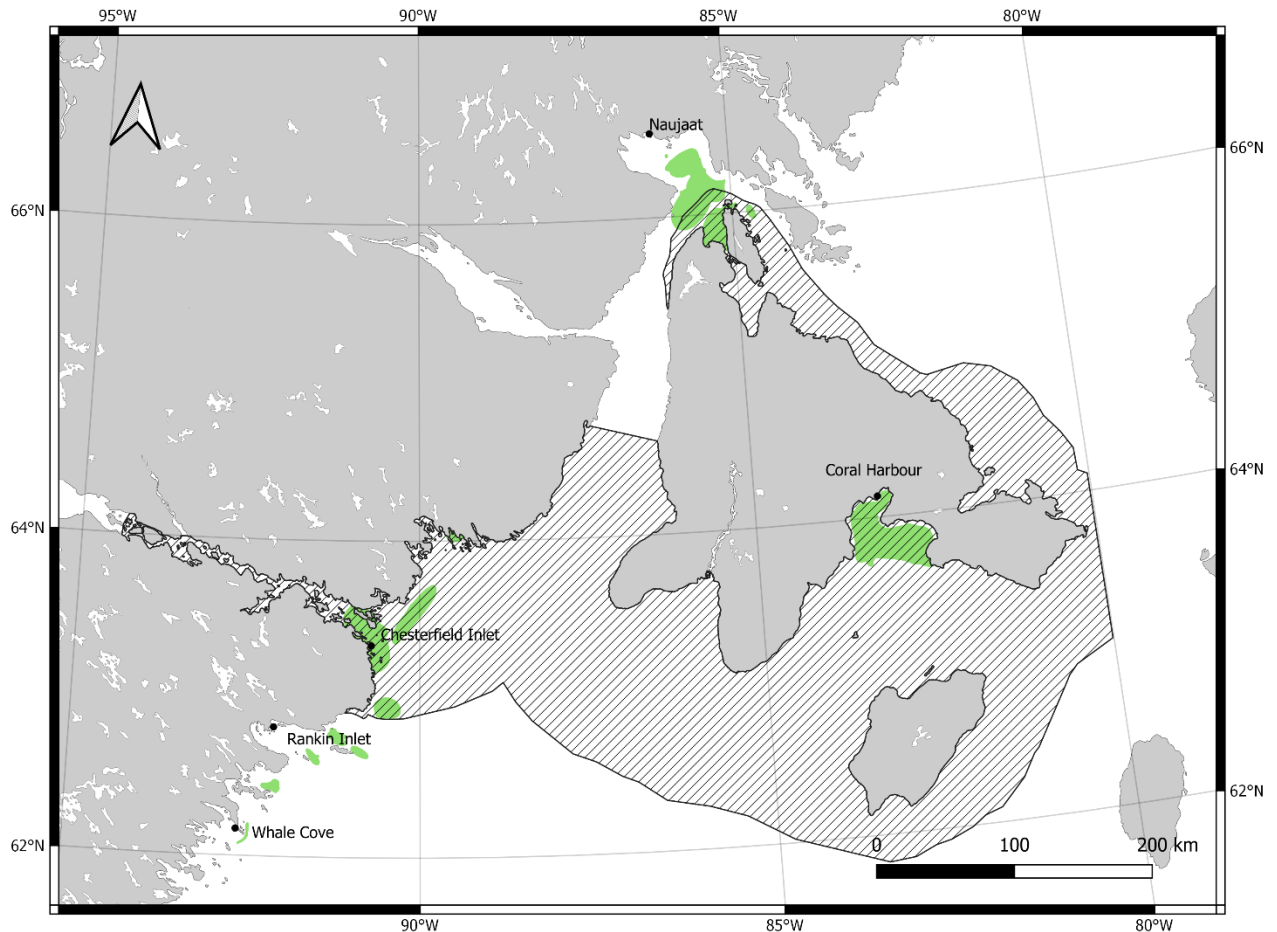 95°W 90°W 85°W 80°W
Naujaat
66°N
66°N
Coral Harbour
64°N
64°N
Chesterfield Inlet
Rankin Inlet
62°N
Whale Cove
62°N
0 100 200 km
90°W 85°W 80°W